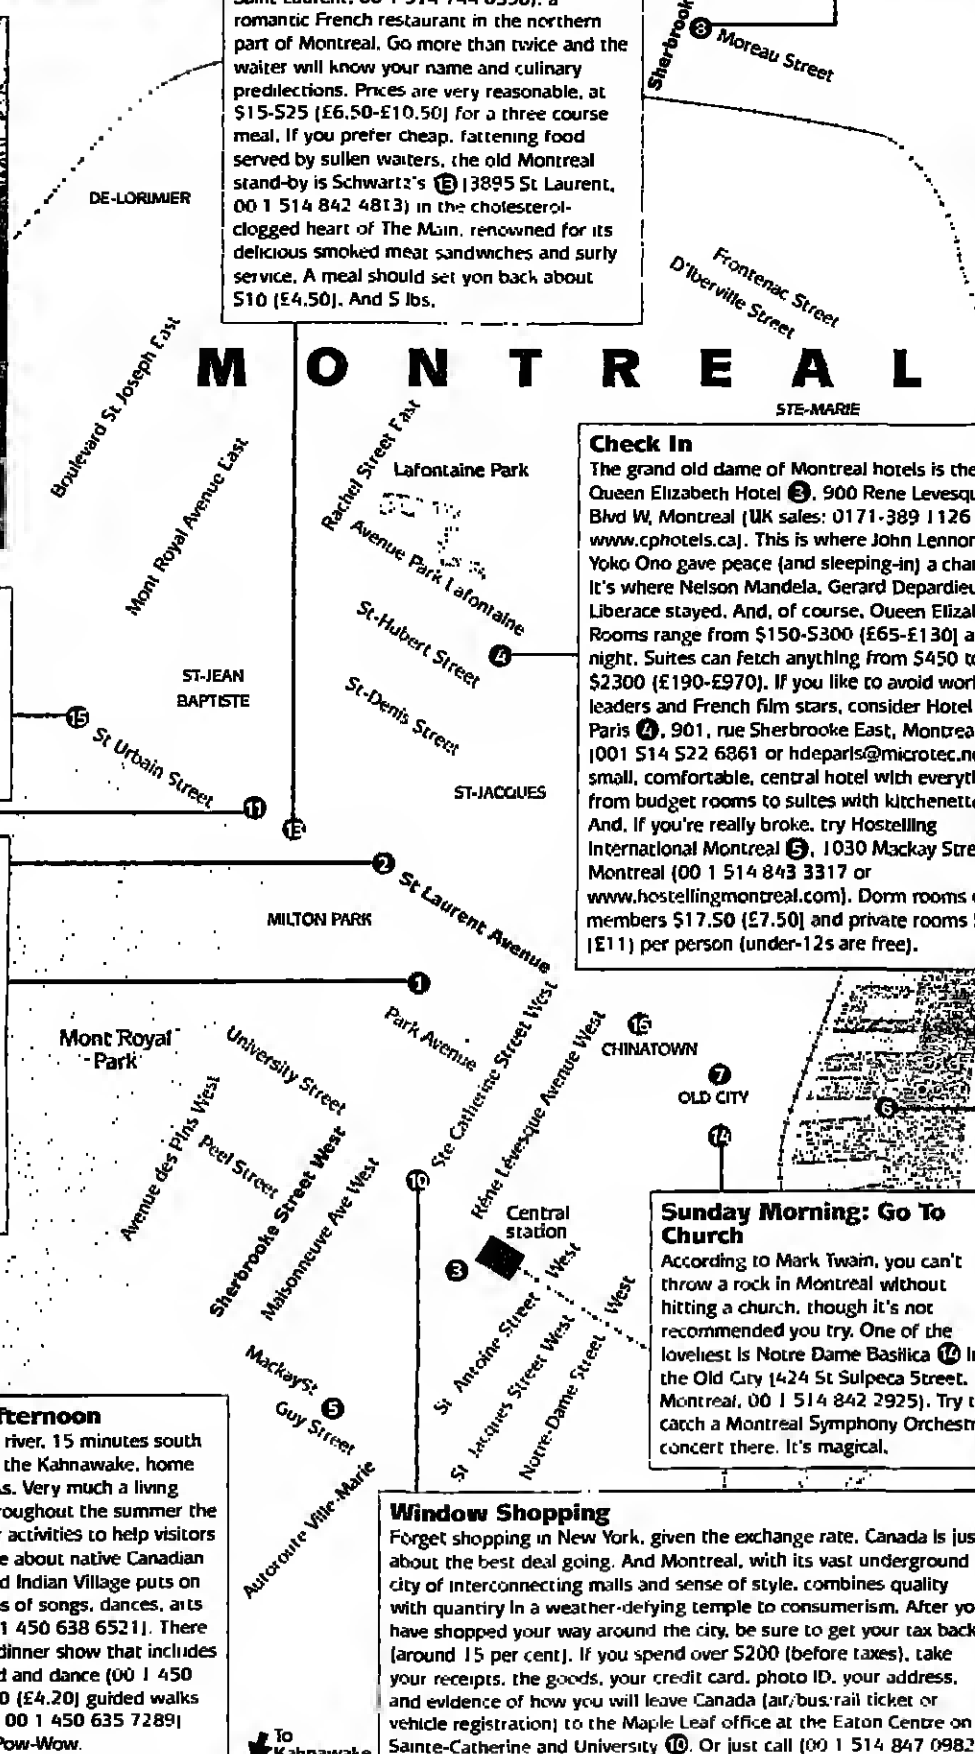 romantic French restaurant in the northern
part of Montreal. Go more than twice and the
waiter will know your name and culinary
predilections. Prices are very reasonable, at
$15-$25 (£6.50-£10.50) for a three course
meal. If you prefer cheap, fattening food
served by sullen waiters, the old Montreal
stand-by is Schwartz's 13 (3895 St Laurent,
00 1 514 842 4813) in the cholesterol-
clogged heart of The Main, renowned for its
delicious smoked meat sandwiches and surly
service. A meal should set yon back about
$10 (£4.50). And 5 lbs.
Sherbrook
8
Moreau Street
DE-LORIMIER
Frontenac Street
D'Iberville Street
Boulevard St Joseph East
MONTREAL
STE-MARIE
Mont Royal Avenue East
Rachel Street East
Lafontaine Park
Avenue Park Lafontaine
St-Hubert Street
4
St-Denis Street
ST-JEAN
BAPTISTE
15
St Urbain Street
ST-JACQUES
11
13
2
St Laurent Avenue
MILTON PARK
1
Park Avenue
Check In
The grand old dame of Montreal hotels is the
Queen Elizabeth Hotel 3, 900 Rene Levesqu
Blvd W, Montreal (UK sales: 0171-389 1126
www.cphotels.ca). This is where John Lennon
Yoko Ono gave peace (and sleeping-in) a chan
It's where Nelson Mandela, Gerard Depardieu
Liberace stayed. And, of course, Queen Elizal
Rooms range from $150-$300 (£65-£130) a
night. Suites can fetch anything from $450 to
$2300 (£190-£970). If you like to avoid worl
leaders and French film stars, consider Hotel
Paris 4, 901, rue Sherbrooke East, Montrea
(001 514 522 6861 or hdeparis@microtec.ne
small, comfortable, central hotel with everythi
from budget rooms to suites with kitchenette
And, if you're really broke, try Hostelling
International Montreal 5, 1030 Mackay Stre
Montreal (00 1 514 843 3317 or
www.hostellingmontreal.com). Dorm rooms
members $17.50 (£7.50) and private rooms
(£11) per person (under-12s are free).
Mont Royal
Park
University Street
Ste Catherine Street West
Réne Lévesque Avenue West
16
CHINATOWN
7
OLD CITY
6
14
Avenue des Pins West
Peel Street
Sherbrooke Street West
Maisonneuve Ave West
10
Central
station
3
St Antoine Street West
St Jacques Street West
Notre-Dame Street West
Mackay St
5
Guy Street
Autoroute Ville-Marie
Sunday Morning: Go To
Church
According to Mark Twain, you can't
throw a rock in Montreal without
hitting a church, though it's not
recommended you try. One of the
loveliest is Notre Dame Basilica 14 in
the Old City (424 St Sulpeca Street,
Montreal, 00 1 514 842 2925). Try t
catch a Montreal Symphony Orchestr
concert there. It's magical.
fternoon
river, 15 minutes south
the Kahnawake, home
s. Very much a living
roughout the summer the
activities to help visitors
e about native Canadian
d Indian Village puts on
s of songs, dances, arts
1 450 638 6521). There
dinner show that includes
d and dance (00 1 450
0 (£4.20) guided walks
00 1 450 635 7289)
Pow-Wow.
To
Kahnawake
Window Shopping
Forget shopping in New York, given the exchange rate, Canada is jus
about the best deal going. And Montreal, with its vast underground
city of interconnecting malls and sense of style, combines quality
with quantity in a weather-defying temple to consumerism. After yo
have shopped your way around the city, be sure to get your tax back
(around 15 per cent). If you spend over $200 (before taxes), take
your receipts, the goods, your credit card, photo ID, your address,
and evidence of how you will leave Canada (air/bus/rail ticket or
vehicle registration) to the Maple Leaf office at the Eaton Centre on
Sainte-Catherine and University 10. Or just call (00 1 514 847 0982